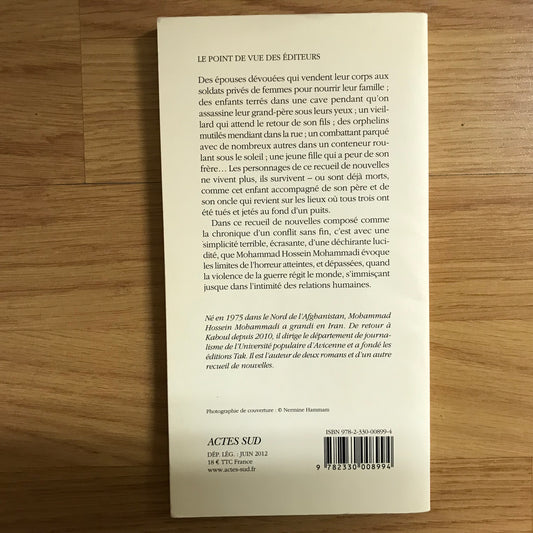 LE POINT DE VUE DES ÉDITEURS
Des épouses dévouées qui vendent leur corps aux
soldats privés de femmes pour nourrir leur famille ;
des enfants terrés dans une cave pendant qu'on
assassine leur grand-père sous leurs yeux ; un vieil-
lard qui attend le retour de son fils ; des orphelins
mutilés mendiant dans la rue ; un combattant parqué
avec de nombreux autres dans un conteneur rou-
lant sous le soleil ; une jeune fille qui a peur de son
frère… Les personnages de ce recueil de nouvelles
ne vivent plus, ils survivent – ou sont déjà morts,
comme cet enfant accompagné de son père et de
son oncle qui revient sur les lieux où tous trois ont
été tués et jetés au fond d'un puits.
Dans ce recueil de nouvelles composé comme
la chronique d'un conflit sans fin, c'est avec une
simplicité terrible, écrasante, d'une déchirante luci-
dité, que Mohammad Hossein Mohammadi évoque
les limites de l'horreur atteintes, et dépassées, quand
la violence de la guerre régit le monde, s'immisçant
jusque dans l'intimité des relations humaines.
Né en 1975 dans le Nord de l'Afghanistan, Mohammad
Hossein Mohammadi a grandi en Iran. De retour à
Kaboul depuis 2010, il dirige le département de journa-
lisme de l'Université populaire d'Avicenne et a fondé les
éditions Tak. Il est l'auteur de deux romans et d'un autre
recueil de nouvelles.
Photographie de couverture : © Nermine Hammam
ACTES SUD
DÉP. LÉG. : JUIN 2012
18 € TTC France
www.actes-sud.fr
ISBN 978-2-330-00899-4
9 782330 008994